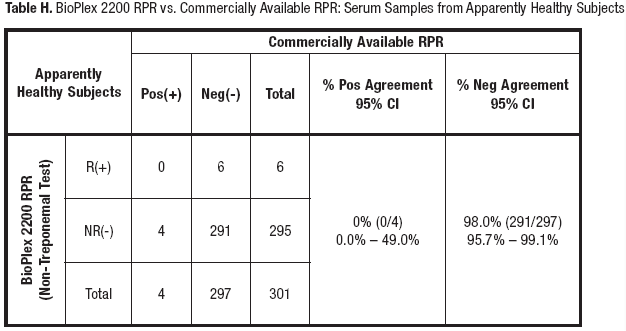 Table H. BioPlex 2200 RPR vs. Commercially Available RPR: Serum Samples from Apparently Healthy Subjects
Apparently
Healthy Subjects
Commercially Available RPR
Pos(+) Neg(-) Total
% Pos Agreement
95% CI
% Neg Agreement
95% CI
BioPlex 2200 RPR
(Non-Treponemal Test)
R(+) 0 6 6
NR(-) 4 291 295
Total 4 297 301
0% (0/4)
0.0% – 49.0%
98.0% (291/297)
95.7% – 99.1%